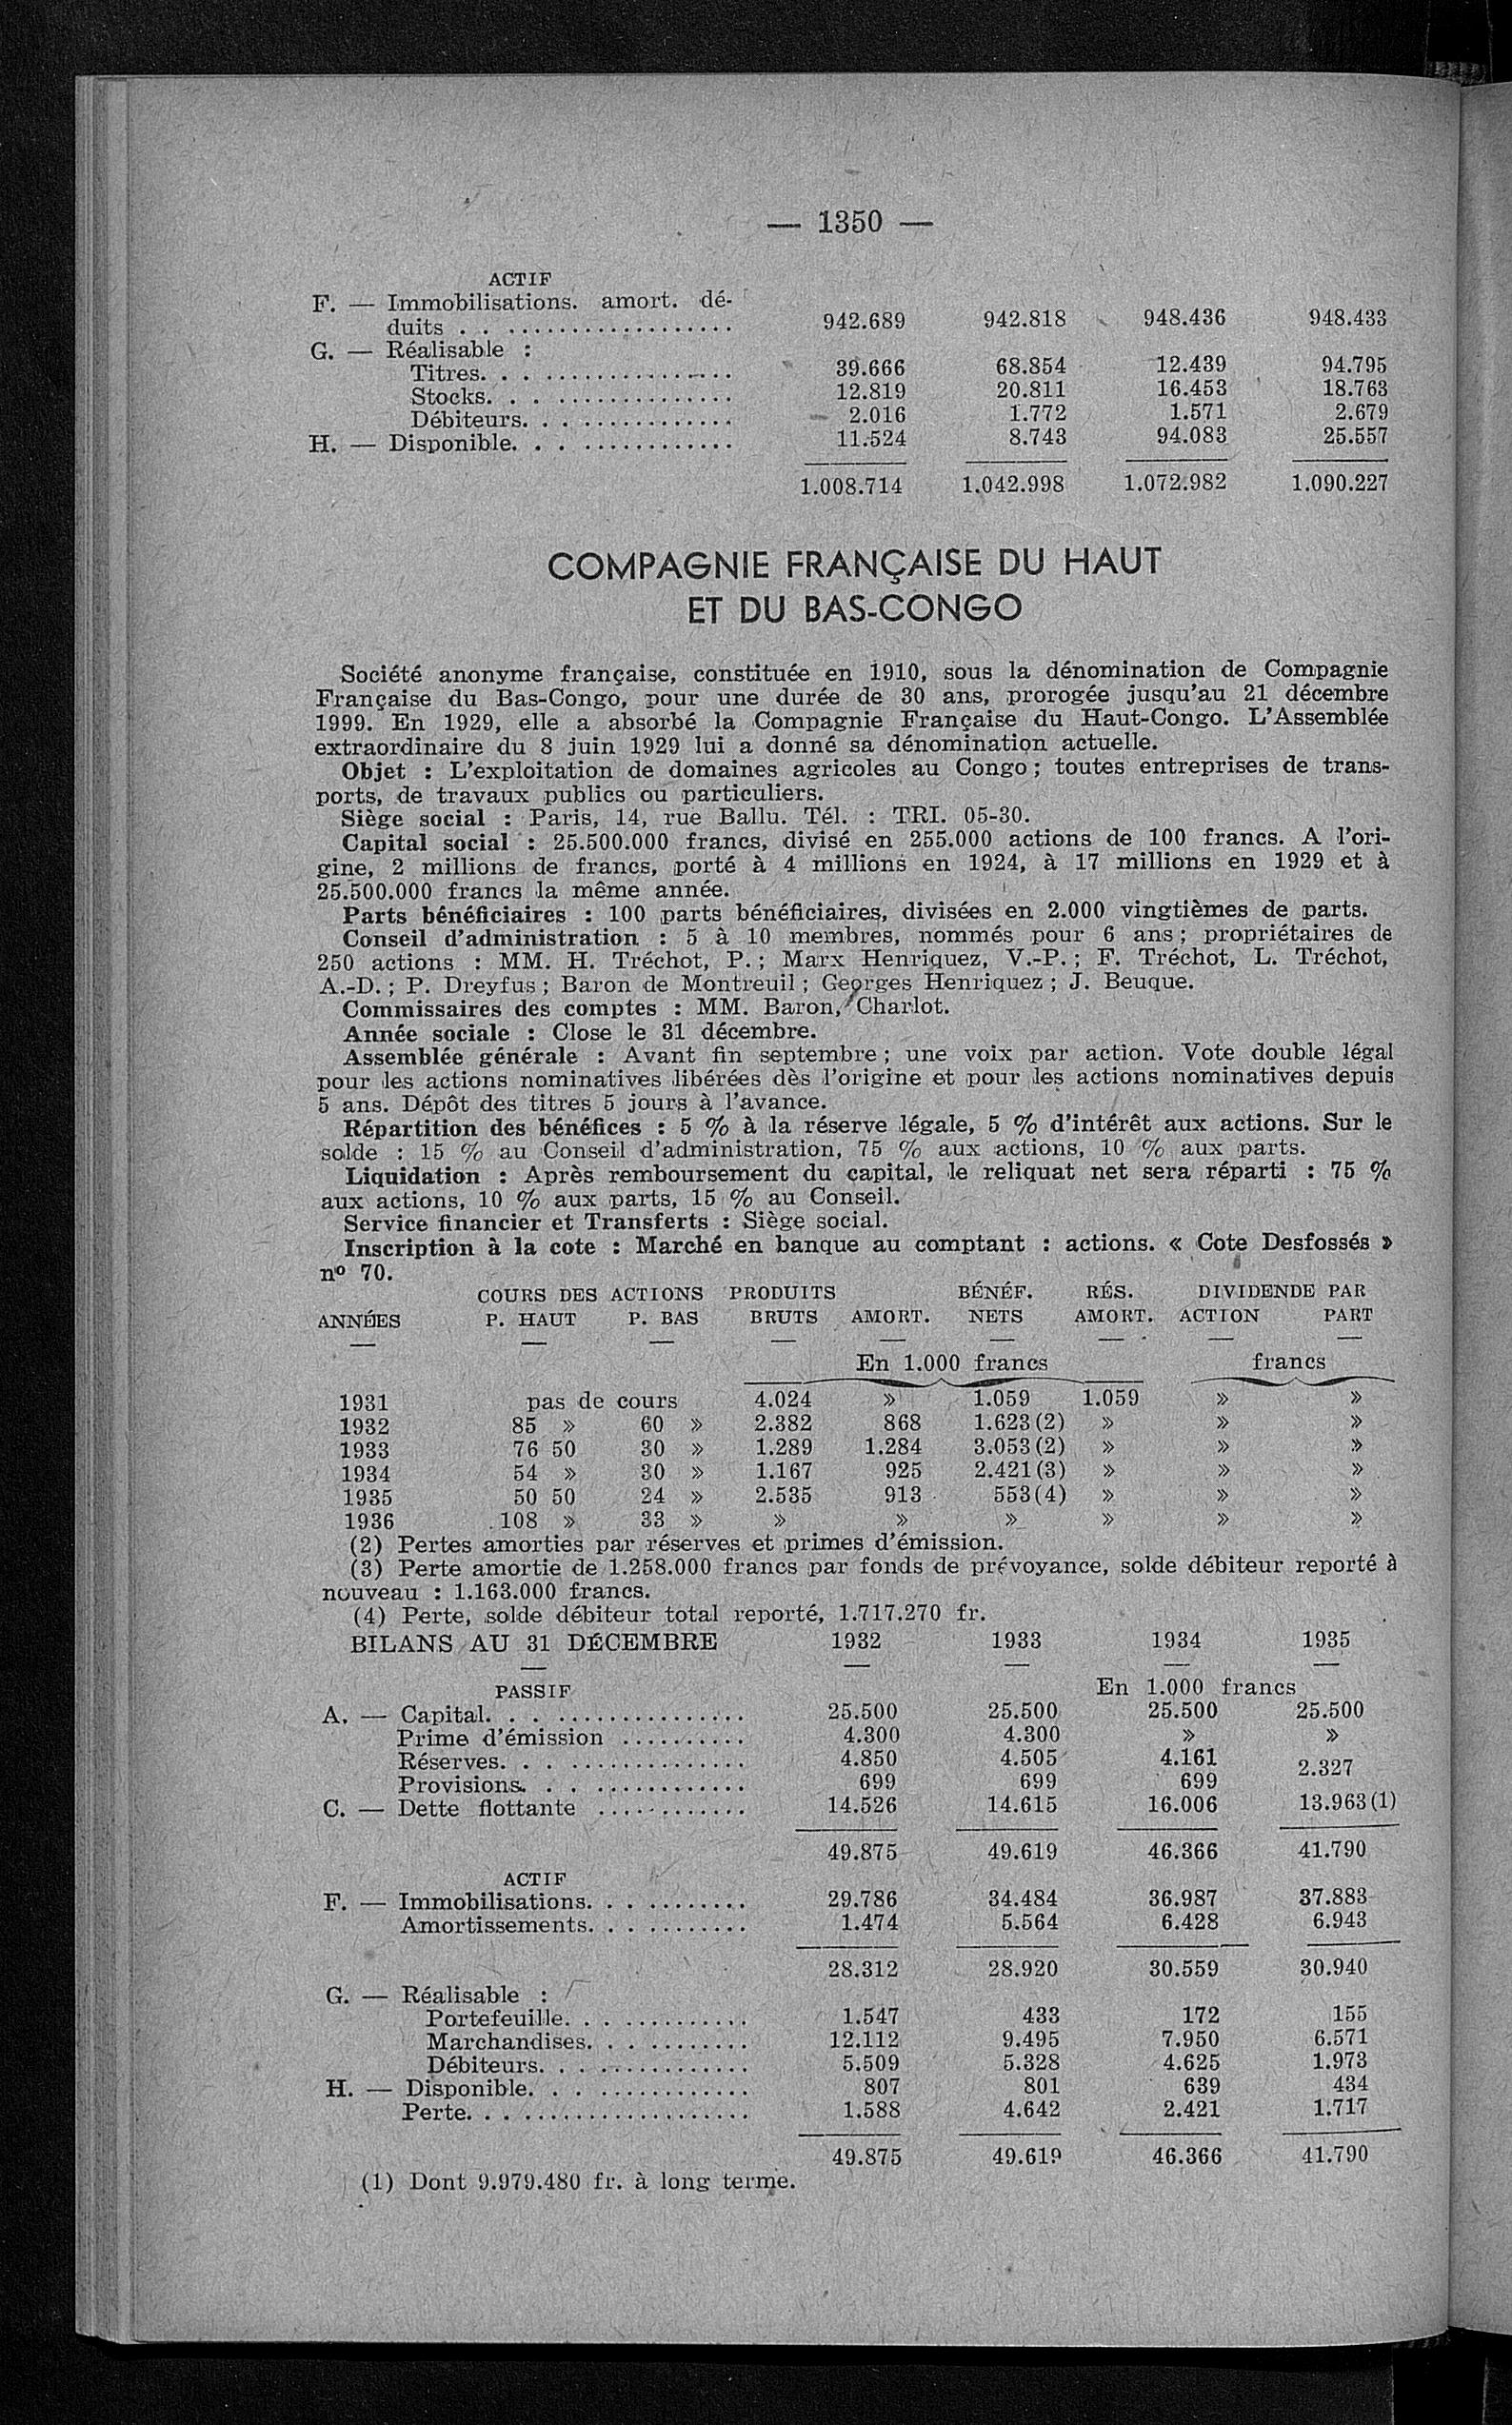 — 1350 —
ACTIF
F. — Immobilisations. amort. dé-
duits . . .................. 942.689 942.818 948.436 948.433
G. — Réalisable :
Titres. . . ................ 39.666 68.854 12.439 94.795
Stocks. . . ............... 12.819 20.811 16.453 18.763
Débiteurs. . . ............. 2.016 1.772 1.571 2.679
H. — Disponible. . . ............. 11.524 8.743 94.083 25.557
1.008.714 1.042.998 1.072.982 1.090.227
COMPAGNIE FRANÇAISE DU HAUT
ET DU BAS-CONGO
Société anonyme française, constituée en 1910, sous la dénomination de Compagnie
Française du Bas-Congo, pour une durée de 30 ans, prorogée jusqu'au 21 décembre
1999. En 1929, elle a absorbé la Compagnie Française du Haut-Congo. L'Assemblée
extraordinaire du 8 juin 1929 lui a donné sa dénomination actuelle.
Objet : L'exploitation de domaines agricoles au Congo ; toutes entreprises de trans-
ports, de travaux publics ou particuliers.
Siège social : Paris, 14, rue Ballu. Tél. : TRI. 05-30.
Capital social : 25.500.000 francs, divisé en 255.000 actions de 100 francs. A l'ori-
gine, 2 millions de francs, porté à 4 millions en 1924, à 17 millions en 1929 et à
25.500.000 francs la même année.
Parts bénéficiaires : 100 parts bénéficiaires, divisées en 2.000 vingtièmes de parts.
Conseil d'administration : 5 à 10 membres, nommés pour 6 ans ; propriétaires de
250 actions : MM. H. Tréchot, P. ; Marx Henriquez, V.-P. ; F. Tréchot, L. Tréchot,
A.-D. ; P. Dreyfus ; Baron de Montreuil ; Georges Henriquez ; J. Beuque.
Commissaires des comptes : MM. Baron, Charlot.
Année sociale : Close le 31 décembre.
Assemblée générale : Avant fin septembre ; une voix par action. Vote double légal
pour les actions nominatives libérées dès l'origine et pour les actions nominatives depuis
5 ans. Dépôt des titres 5 jours à l'avance.
Répartition des bénéfices : 5 % à la réserve légale, 5 % d'intérêt aux actions. Sur le
solde : 15 % au Conseil d'administration, 75 % aux actions, 10 % aux parts.
Liquidation : Après remboursement du capital, le reliquat net sera réparti : 75 %
aux actions, 10 % aux parts, 15 % au Conseil.
Service financier et Transferts : Siège social.
Inscription à la cote : Marché en banque au comptant : actions. « Cote Desfossés »
nº 70.
COURS DES ACTIONS PRODUITS BÉNÉF. RÉS. DIVIDENDE PAR
ANNÉES P. HAUT P. BAS BRUTS AMORT. NETS AMORT. ACTION PART
— — — — — — — — —
En 1.000 francs francs
1931 pas de cours 4.024 » 1.059 1.059 » »
1932 85 » 60 » 2.382 868 1.623 (2) » » »
1933 76 50 30 » 1.289 1.284 3.053 (2) » » »
1934 54 » 30 » 1.167 925 2.421 (3) » » »
1935 50 50 24 » 2.535 913 553 (4) » » »
1936 108 » 33 » » » » » » »
(2) Pertes amorties par réserves et primes d'émission.
(3) Perte amortie de 1.258.000 francs par fonds de prévoyance, solde débiteur reporté à
nouveau : 1.163.000 francs.
(4) Perte, solde débiteur total reporté, 1.717.270 fr.
BILANS AU 31 DÉCEMBRE 1932 1933 1934 1935
— — — — —
PASSIF En 1.000 francs
A. — Capital. . . ................ 25.500 25.500 25.500 25.500
Prime d'émission .......... 4.300 4.300 » »
Réserves. . . ............... 4.850 4.505 4.161 2.327
Provisions. . . ............. 699 699 699
C. — Dette flottante ............ 14.526 14.615 16.006 13.963 (1)
49.875 49.619 46.366 41.790
ACTIF
F. — Immobilisations. . .......... 29.786 34.484 36.987 37.883
Amortissements. . .......... 1.474 5.564 6.428 6.943
28.312 28.920 30.559 30.940
G. — Réalisable :
Portefeuille. . . ............ 1.547 433 172 155
Marchandises. . .......... 12.112 9.495 7.950 6.571
Débiteurs. . . .............. 5.509 5.328 4.625 1.973
H. — Disponible. . . .............. 807 801 639 434
Perte. . . ................... 1.588 4.642 2.421 1.717
49.875 49.619 46.366 41.790
(1) Dont 9.979.480 fr. à long terme.